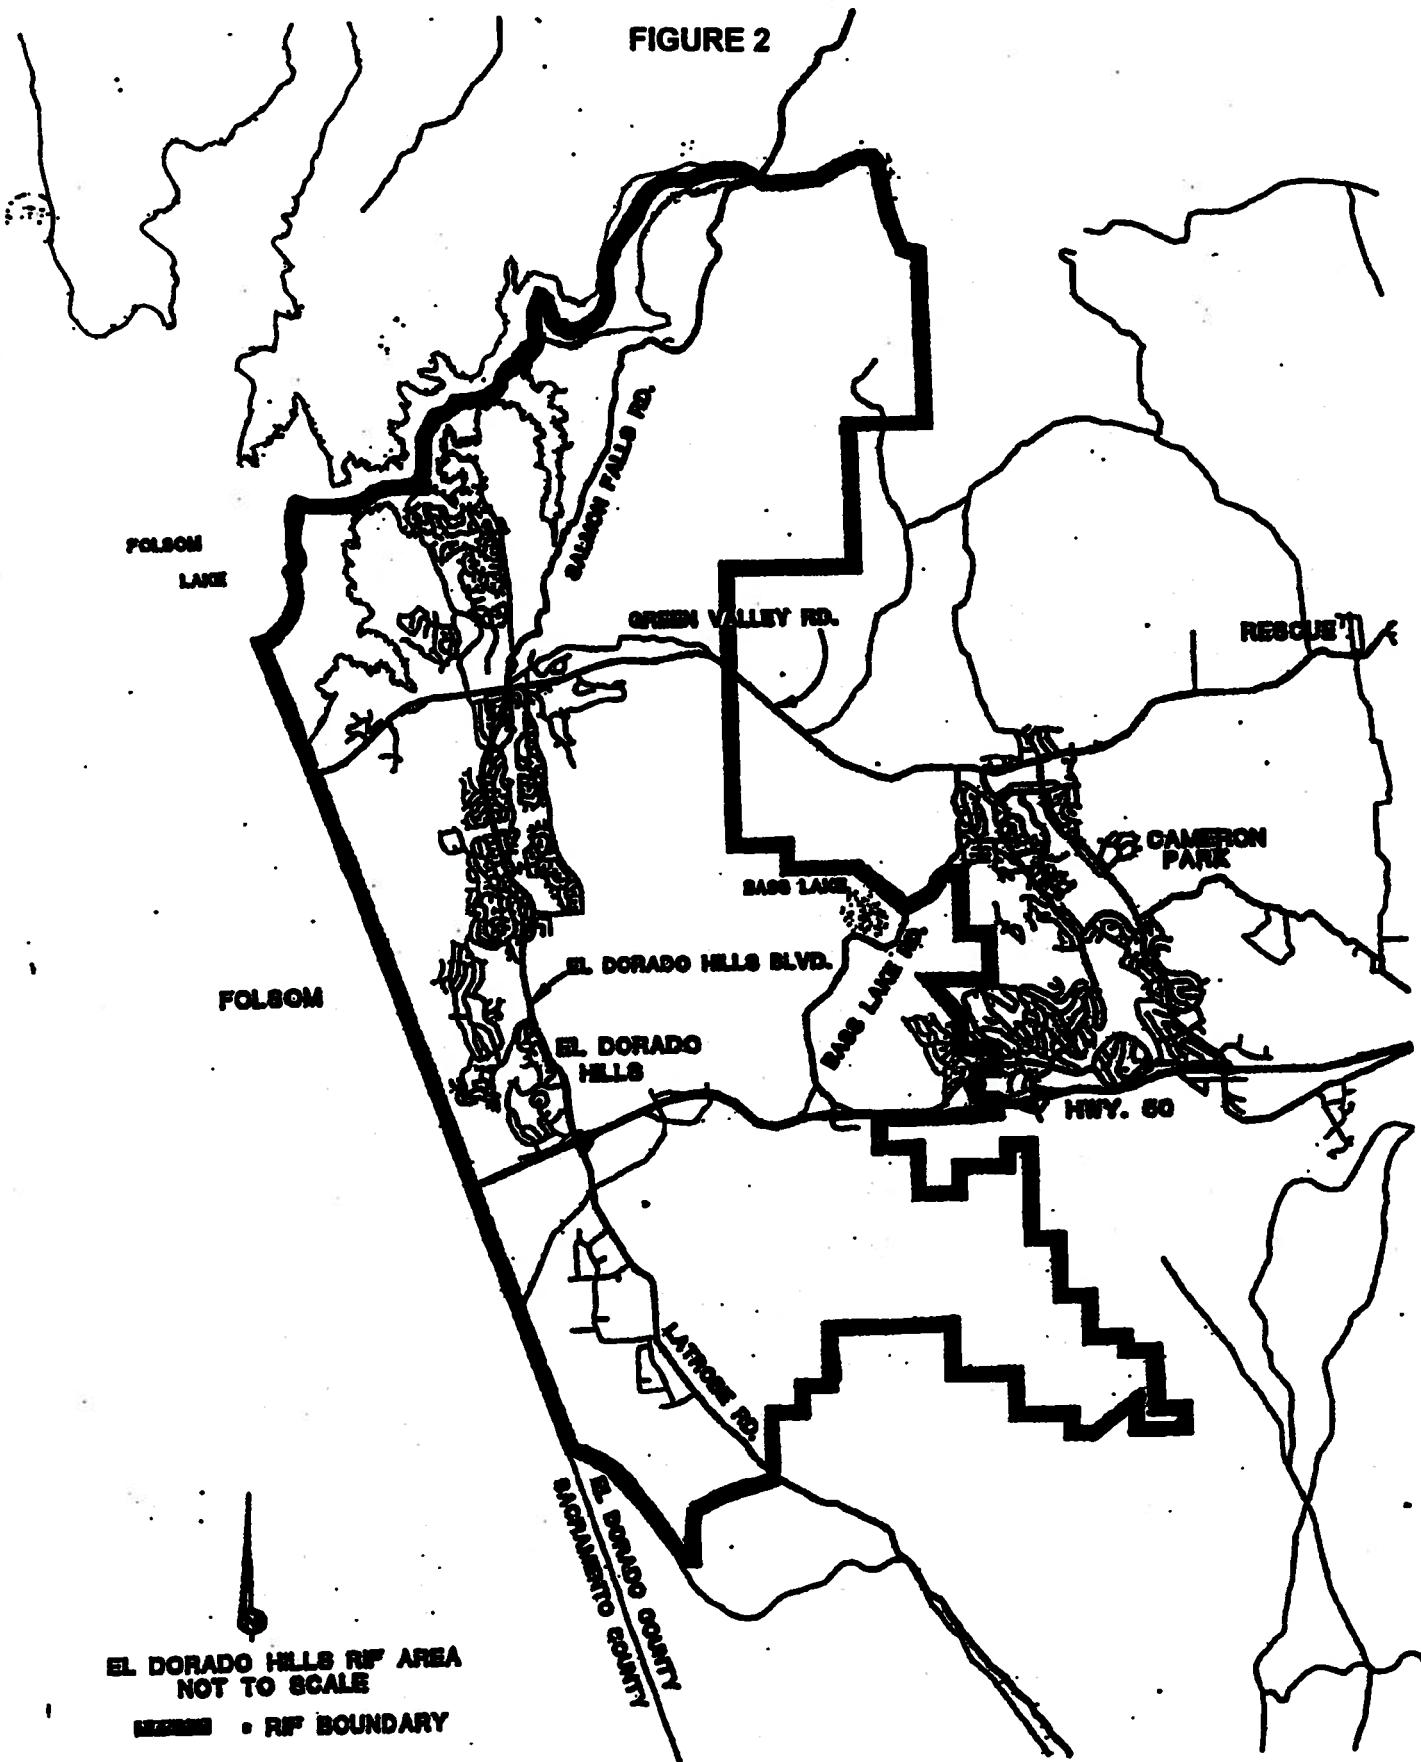 FIGURE 2
SALMON FALLS RD.
FOLSOM
LAKE
GREEN VALLEY RD.
RESCUE
CAMERON
PARK
BASS LAKE
BASS LAKE RD.
EL DORADO HILLS BLVD.
FOLSOM
EL DORADO
HILLS
HWY. 50
LATROBE RD.
EL DORADO COUNTY
SACRAMENTO COUNTY
EL DORADO HILLS RIF AREA
NOT TO SCALE
= RIF BOUNDARY